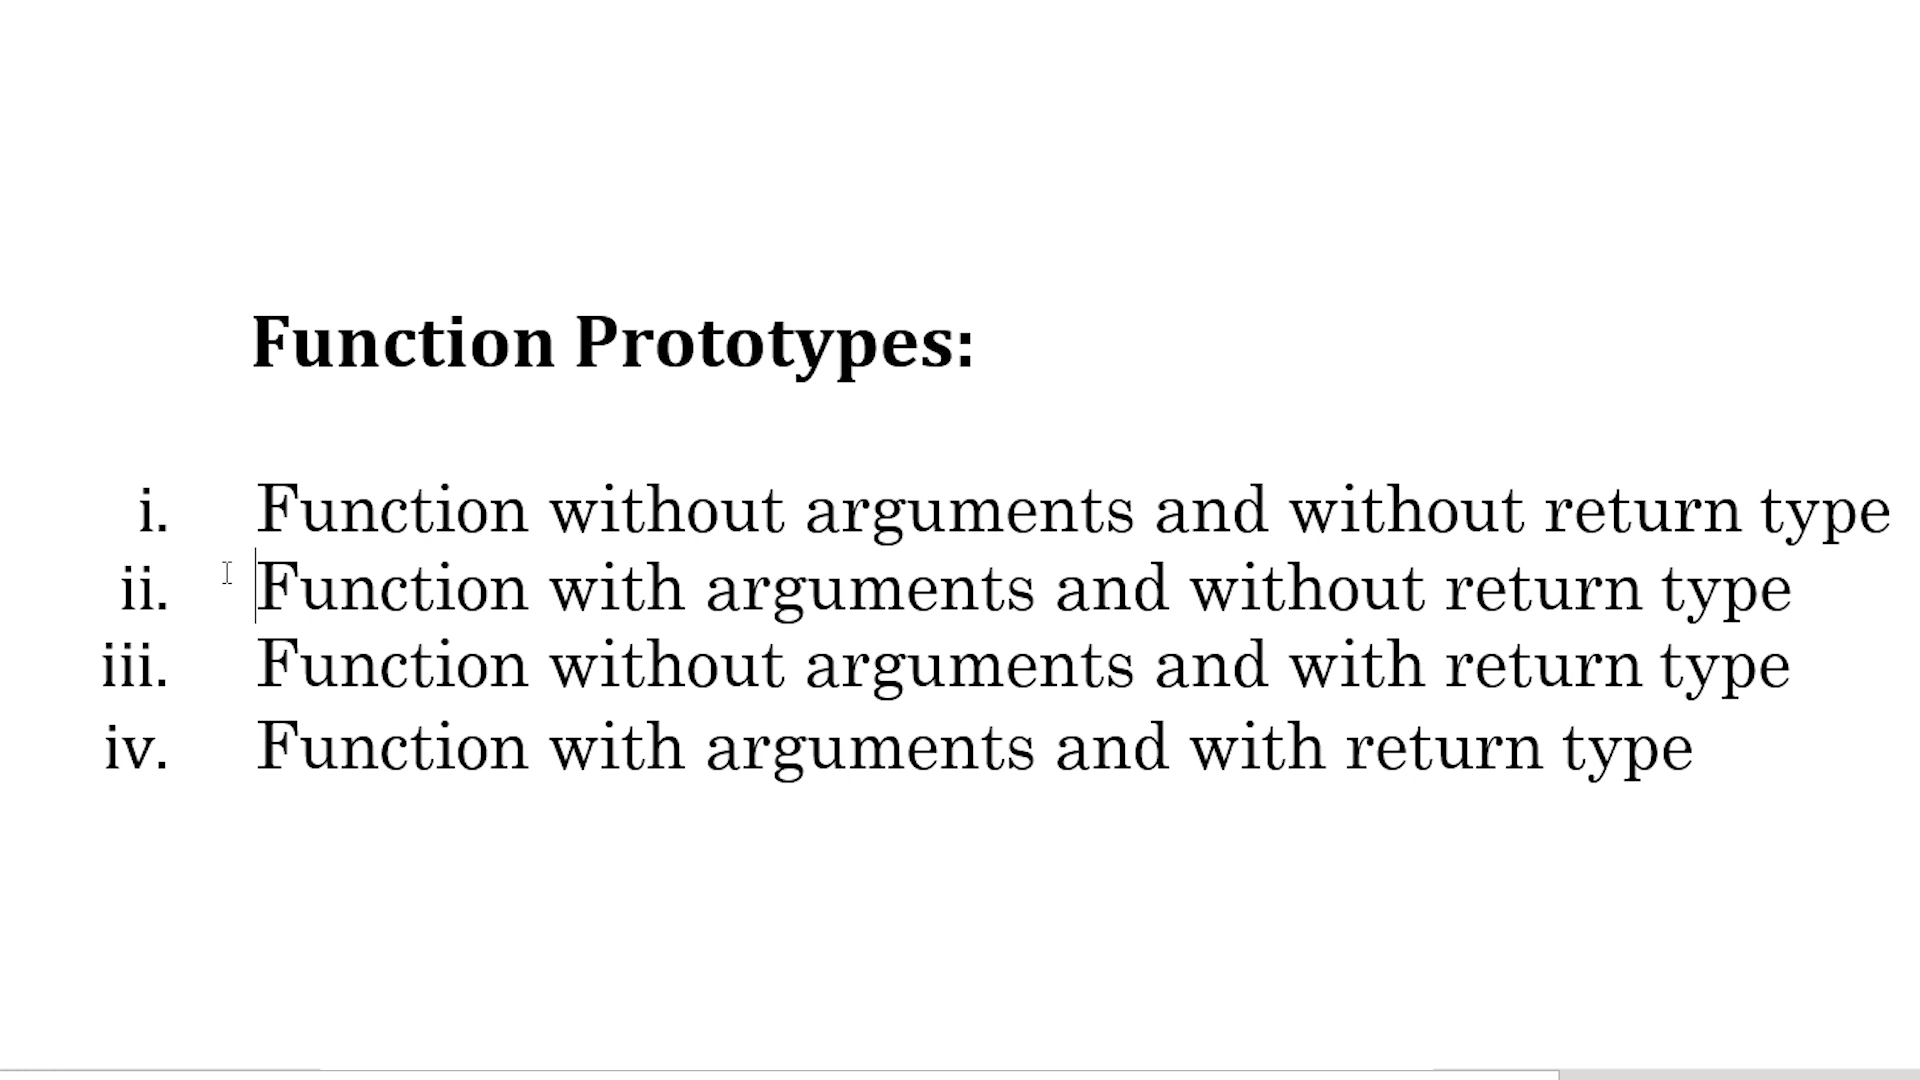 Function Prototypes:
i. Function without arguments and without return type
ii. Function with arguments and without return type
iii. Function without arguments and with return type
iv. Function with arguments and with return type